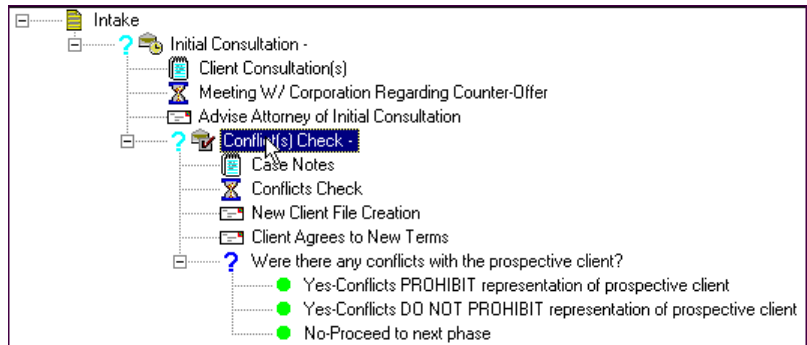 Intake
Initial Consultation -
Client Consultation(s)
Meeting W/ Corporation Regarding Counter-Offer
Advise Attorney of Initial Consultation
Conflict(s) Check -
Case Notes
Conflicts Check
New Client File Creation
Client Agrees to New Terms
Were there any conflicts with the prospective client?
Yes-Conflicts PROHIBIT representation of prospective client
Yes-Conflicts DO NOT PROHIBIT representation of prospective client
No-Proceed to next phase